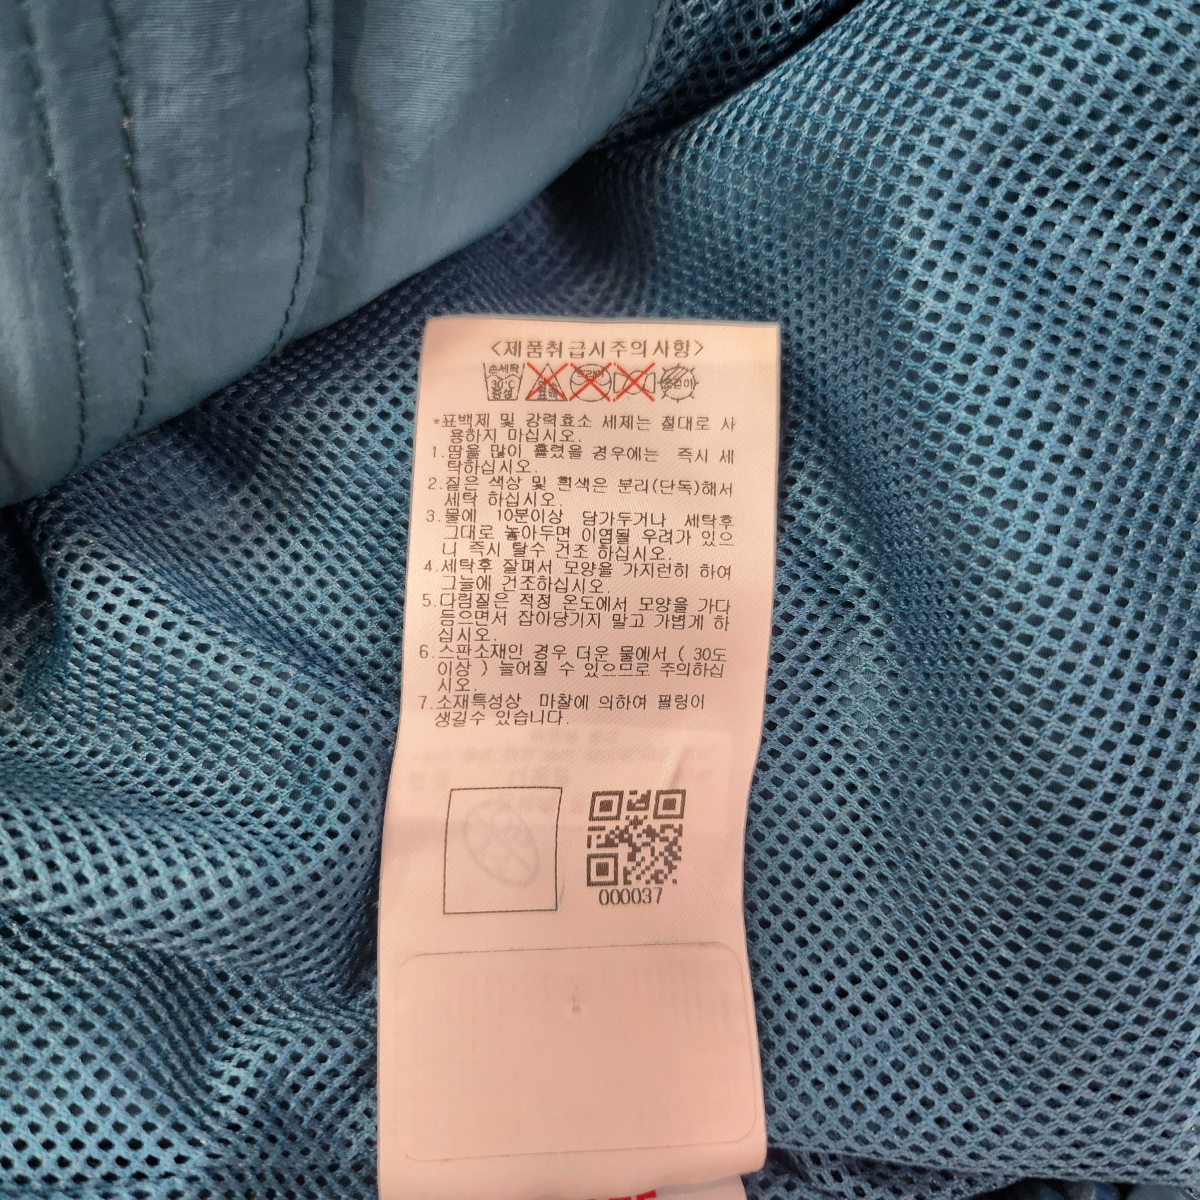 <제품취급시주의사항>
손세탁
30℃
중성
염소
표백
드라이
옷걸이
*표백제 및 강력효소 세제는 절대로 사
용하지 마십시오.
1.땀을 많이 흘렸을 경우에는 즉시 세
탁하십시오.
2.짙은 색상 및 흰색은 분리(단독)해서
세탁 하십시오.
3.물에 10분이상 담가두거나 세탁후
그대로 놓아두면 이염될 우려가 있으
니 즉시 탈수 건조 하십시오.
4.세탁후 잘펴서 모양을 가지런히 하여
그늘에 건조하십시오.
5.다림질은 적정 온도에서 모양을 가다
듬으면서 잡아당기지 말고 가볍게 하
십시오.
6.스판소재인 경우 더운 물에서 ( 30도
이상 ) 늘어질 수 있으므로 주의하십
시오.
7.소재특성상 마찰에 의하여 필링이
생길수 있습니다.
000037